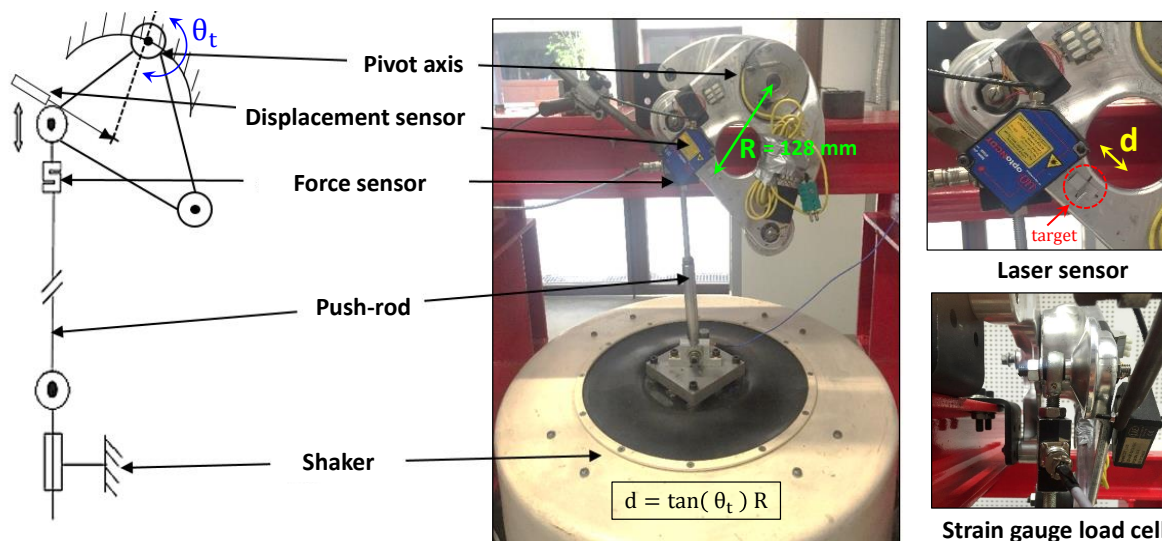 θt
Pivot axis
Displacement sensor
R = 128 mm
Force sensor
d
target
Laser sensor
Push-rod
Shaker
d = tan( θt ) R
Strain gauge load cell